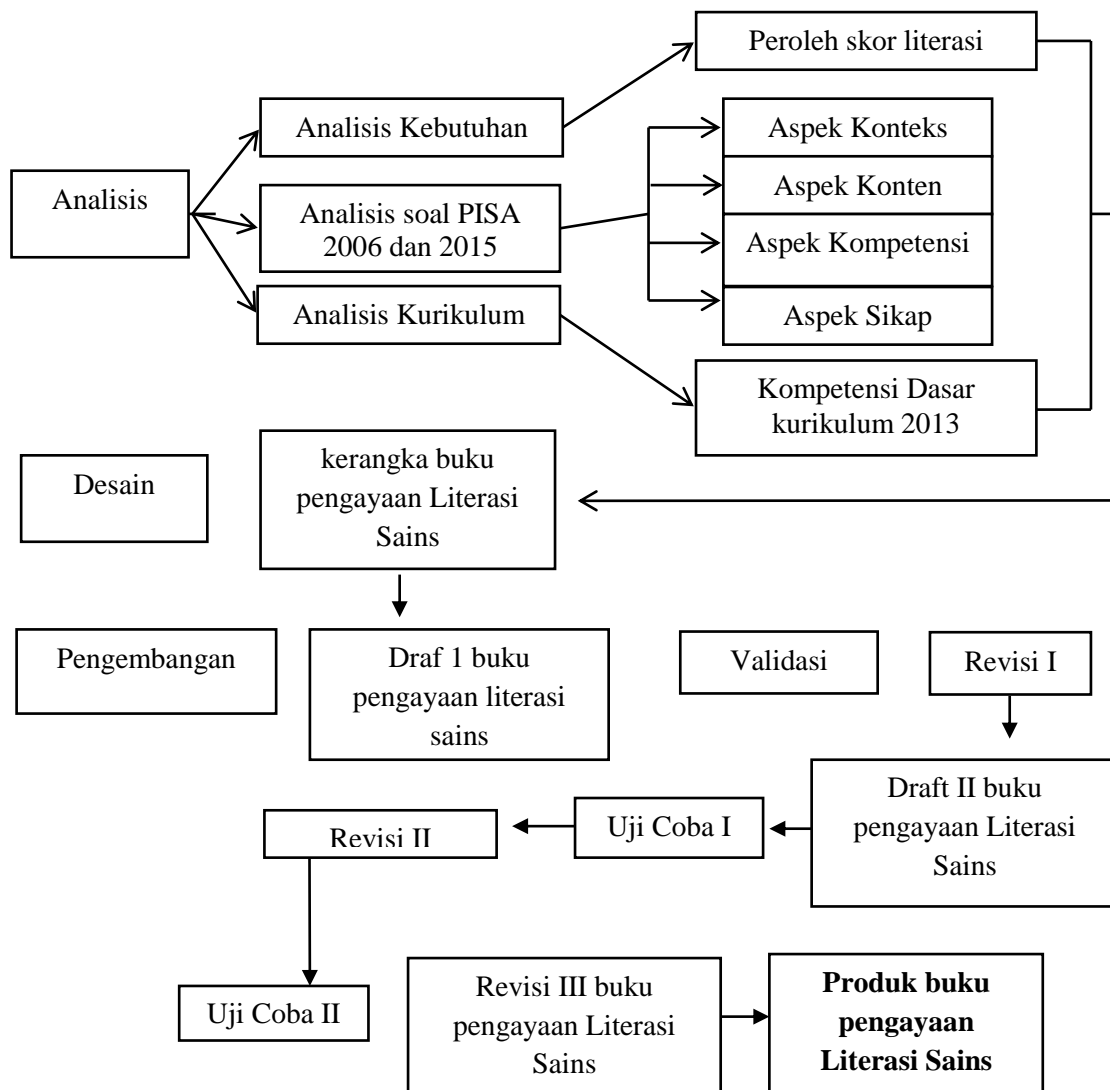 Peroleh skor literasi
Analisis Kebutuhan
Aspek Konteks
Analisis
Aspek Konten
Analisis soal PISA
2006 dan 2015
Aspek Kompetensi
Analisis Kurikulum
Aspek Sikap
Kompetensi Dasar
kurikulum 2013
Desain
kerangka buku
pengayaan Literasi
Sains
Pengembangan
Draf 1 buku
pengayaan literasi
sains
Validasi
Revisi I
Draft II buku
pengayaan Literasi
Sains
Uji Coba I
Revisi II
Uji Coba II
Revisi III buku
pengayaan Literasi
Sains
Produk buku
pengayaan
Literasi Sains